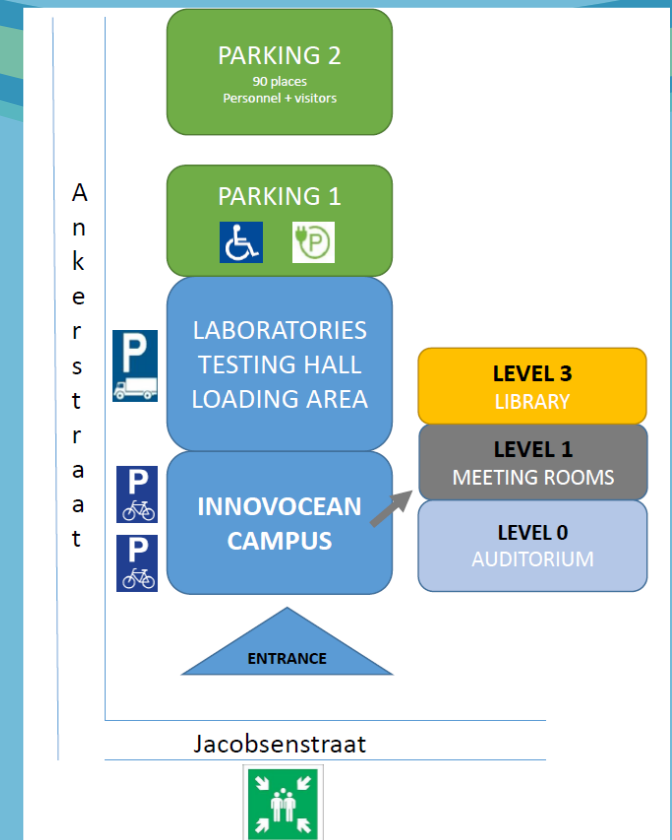 PARKING 2
90 places
Personnel + visitors
Ankersstraat
PARKING 1
P
LABORATORIES
TESTING HALL
LOADING AREA
P
LEVEL 3
LIBRARY
LEVEL 1
MEETING ROOMS
P
INNOVOCEAN
CAMPUS
P
LEVEL 0
AUDITORIUM
ENTRANCE
Jacobsenstraat